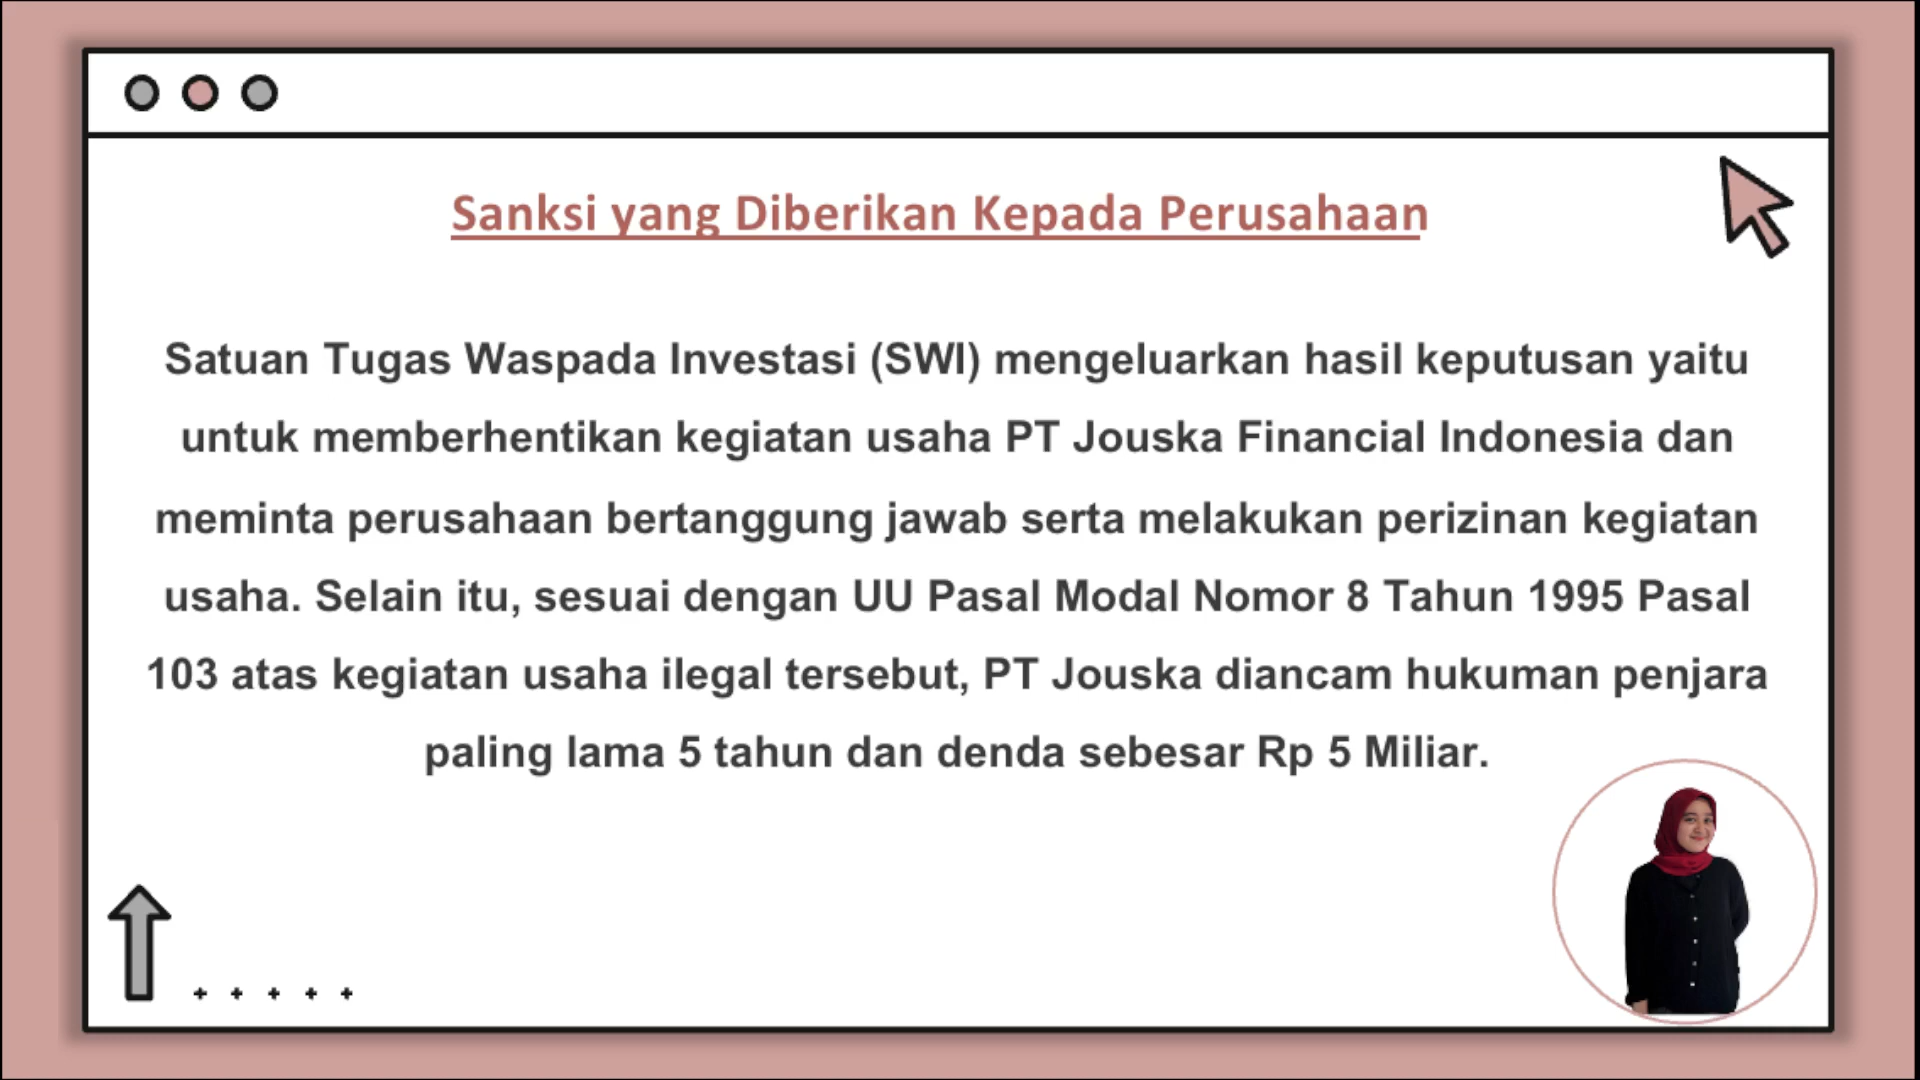 Sanksi yang Diberikan Kepada Perusahaan
Satuan Tugas Waspada Investasi (SWI) mengeluarkan hasil keputusan yaitu
untuk memberhentikan kegiatan usaha PT Jouska Financial Indonesia dan
meminta perusahaan bertanggung jawab serta melakukan perizinan kegiatan
usaha. Selain itu, sesuai dengan UU Pasal Modal Nomor 8 Tahun 1995 Pasal
103 atas kegiatan usaha ilegal tersebut, PT Jouska diancam hukuman penjara
paling lama 5 tahun dan denda sebesar Rp 5 Miliar.